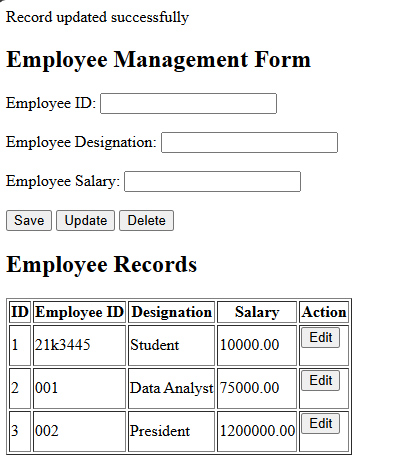 Record updated successfully
Employee Management Form
Employee ID:
Employee Designation:
Employee Salary:
Save Update Delete
Employee Records
ID Employee ID Designation Salary Action
1 21k3445 Student 10000.00 Edit
2 001 Data Analyst 75000.00 Edit
3 002 President 1200000.00 Edit